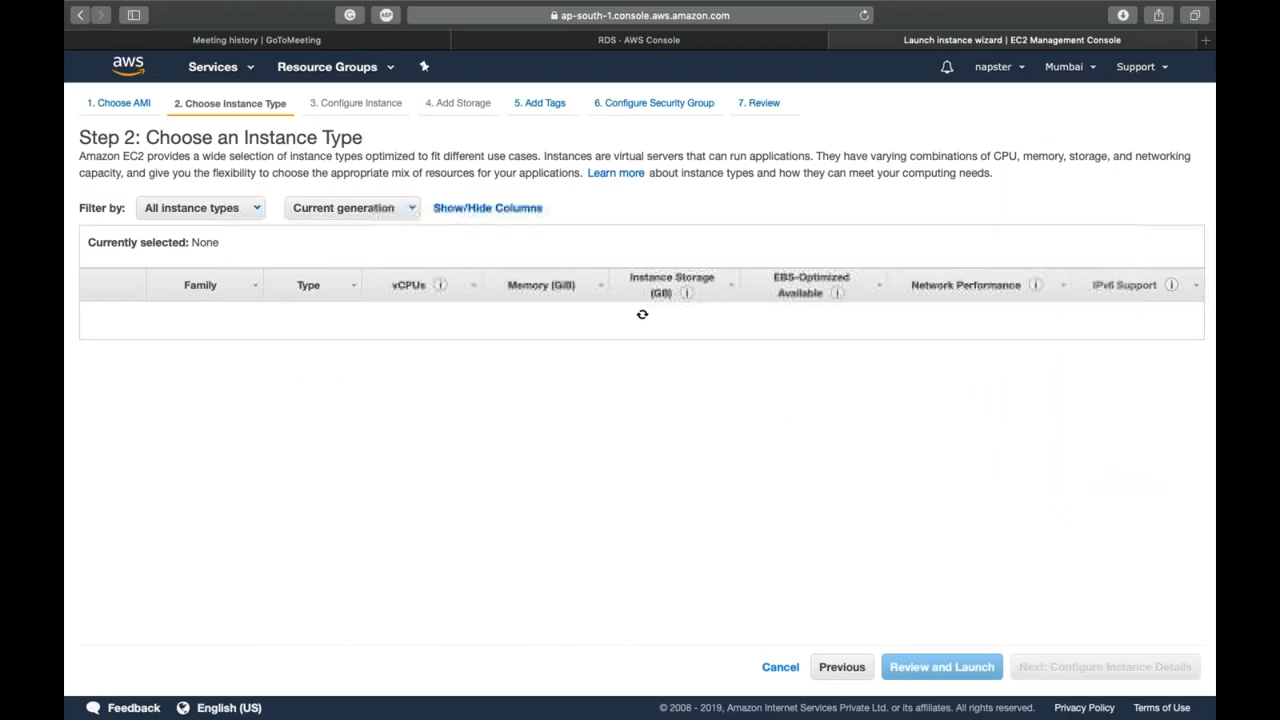 ap-south-1.console.aws.amazon.com
Meeting history | GoToMeeting
RDS · AWS Console
Launch instance wizard | EC2 Management Console
aws
Services
Resource Groups
napster
Mumbai
Support
1. Choose AMI
2. Choose Instance Type
3. Configure Instance
4. Add Storage
5. Add Tags
6. Configure Security Group
7. Review
Step 2: Choose an Instance Type
Amazon EC2 provides a wide selection of instance types optimized to fit different use cases. Instances are virtual servers that can run applications. They have varying combinations of CPU, memory, storage, and networking
capacity, and give you the flexibility to choose the appropriate mix of resources for your applications. Learn more about instance types and how they can meet your computing needs.
Filter by:
All instance types
Current generation
Show/Hide Columns
Currently selected: None
Family
Type
vCPUs
Memory (GiB)
Instance Storage
(GB)
EBS-Optimized
Available
Network Performance
IPv6 Support
Cancel
Previous
Review and Launch
Next: Configure Instance Details
Feedback
English (US)
© 2008 - 2019, Amazon Internet Services Private Ltd. or its affiliates. All rights reserved.
Privacy Policy
Terms of Use